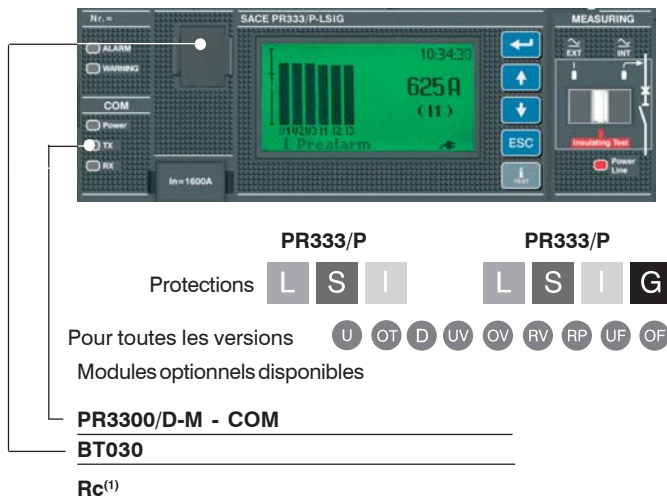 Nr.=
SACE PR333/P-LSIG
MEASURING
ALARM
WARNING
10:34:33
EXT
INT
625A
(I1)
COM
Power
TX
RX
L Prealarm
ESC
Insulating Test
Power
Line
In=1600A
i
TEST
PR333/P PR333/P
Protections L S I L S I G
Pour toutes les versions U OT D UV OV RV RP UF OF
Modules optionnels disponibles
PR3300/D-M - COM
BT030
Rc(1)